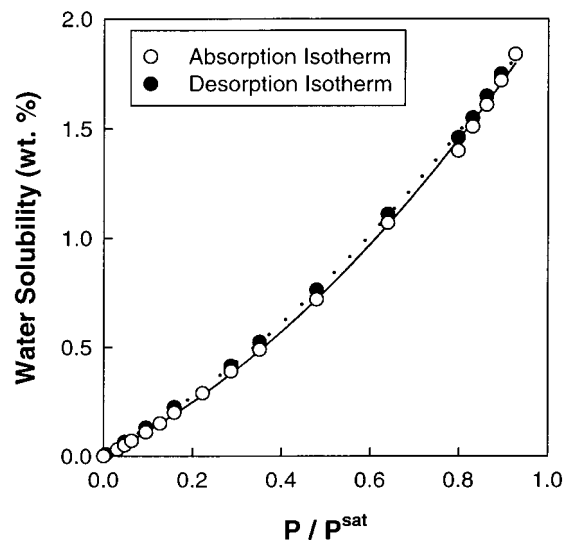 2.0
1.5
1.0
0.5
0.0
Water Solubility (wt. %)
Absorption Isotherm
Desorption Isotherm
0.0 0.2 0.4 0.6 0.8 1.0
P / P^sat